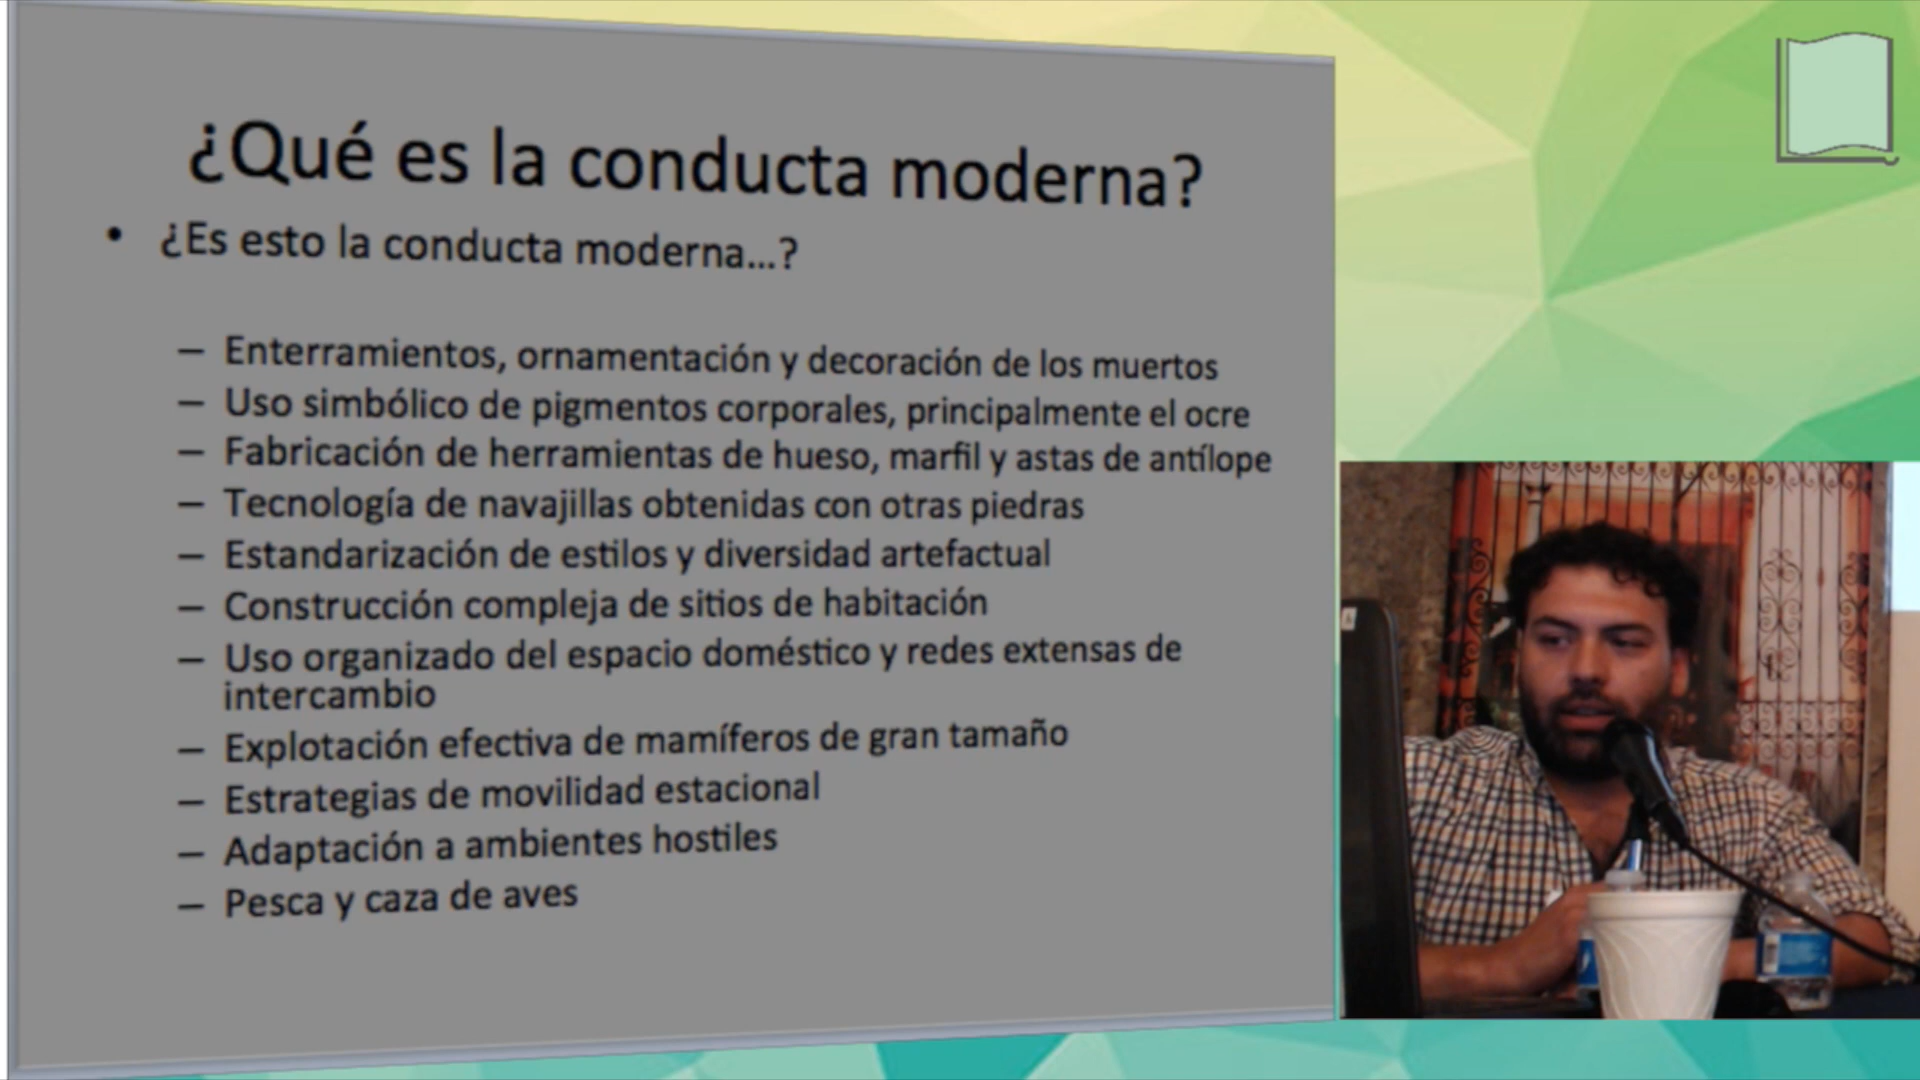 ¿Qué es la conducta moderna?
• ¿Es esto la conducta moderna...?
– Enterramientos, ornamentación y decoración de los muertos
– Uso simbólico de pigmentos corporales, principalmente el ocre
– Fabricación de herramientas de hueso, marfil y astas de antílope
– Tecnología de navajillas obtenidas con otras piedras
– Estandarización de estilos y diversidad artefactual
– Construcción compleja de sitios de habitación
– Uso organizado del espacio doméstico y redes extensas de
intercambio
– Explotación efectiva de mamíferos de gran tamaño
– Estrategias de movilidad estacional
– Adaptación a ambientes hostiles
– Pesca y caza de aves